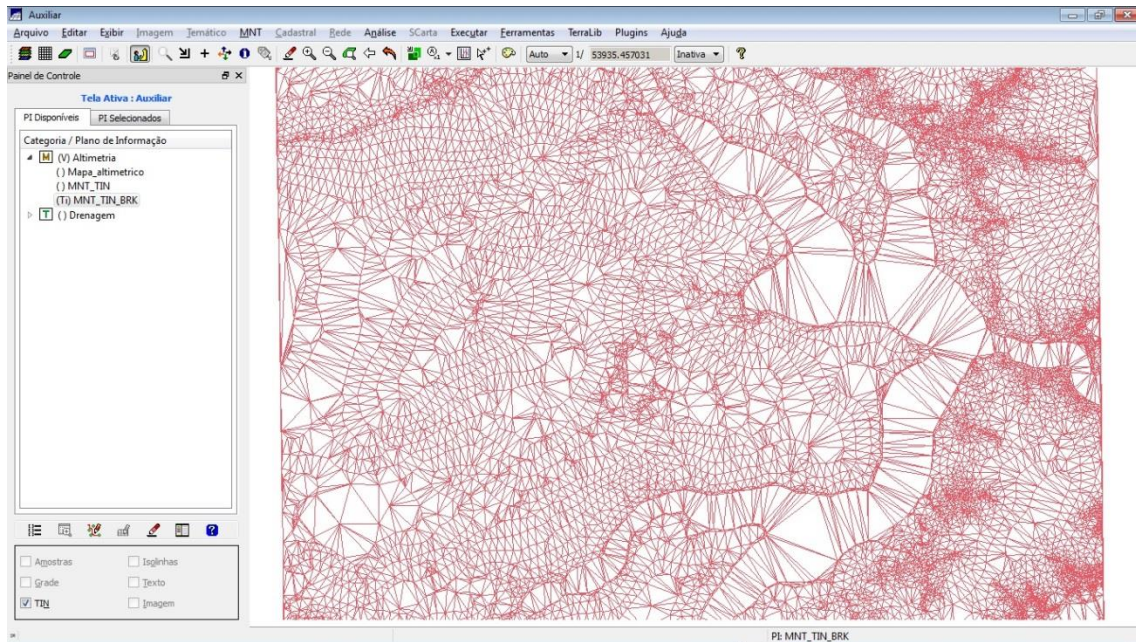 Auxiliar
Arquivo Editar Exibir Imagem Temático MNT Cadastral Rede Análise SCarta Executar Ferramentas TerraLib Plugins Ajuda
Auto 1/ 53935.457031 Inativa
Painel de Controle
Tela Ativa : Auxiliar
PI Disponíveis PI Selecionados
Categoria / Plano de Informação
M (V) Altimetria
() Mapa_altimetrico
() MNT_TIN
(Ti) MNT_TIN_BRK
T () Drenagem
Amostras Isolinhas
Grade Texto
TIN Imagem
PI: MNT_TIN_BRK